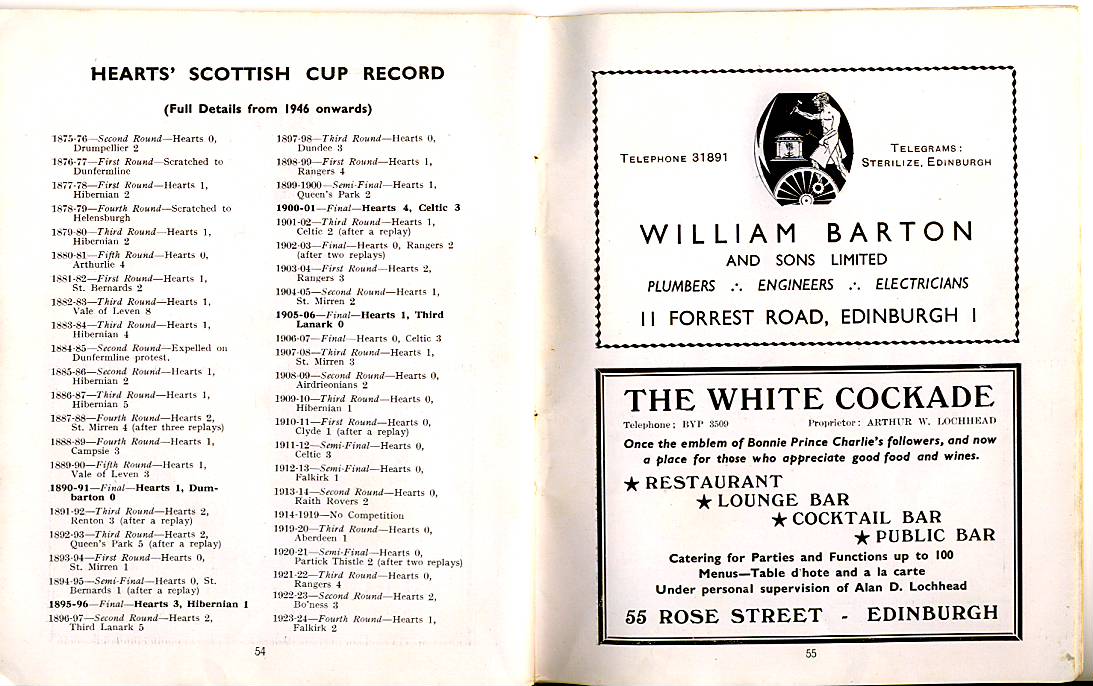 HEARTS' SCOTTISH CUP RECORD
(Full Details from 1946 onwards)
1875-76—Second Round—Hearts 0,
Drumpellier 2
1876-77—First Round—Scratched to
Dunfermline
1877-78—First Round—Hearts 1,
Hibernian 2
1878-79—Fourth Round—Scratched to
Helensburgh
1879-80—Third Round—Hearts 1,
Hibernian 2
1880-81—Fifth Round—Hearts 0,
Arthurlie 4
1881-82—First Round—Hearts 1,
St. Bernards 2
1882-83—Third Round—Hearts 1,
Vale of Leven 8
1883-84—Third Round—Hearts 1,
Hibernian 4
1884-85—Second Round—Expelled on
Dunfermline protest.
1885-86—Second Round—Hearts 1,
Hibernian 2
1886-87—Third Round—Hearts 1,
Hibernian 5
1887-88—Fourth Round—Hearts 2,
St. Mirren 4 (after three replays)
1888-89—Fourth Round—Hearts 1,
Campsie 3
1889-90—Fifth Round—Hearts 1,
Vale of Leven 3
1890-91—Final—Hearts 1, Dum-
barton 0
1891-92—Third Round—Hearts 2,
Renton 3 (after a replay)
1892-93—Third Round—Hearts 2,
Queen's Park 5 (after a replay)
1893-94—First Round—Hearts 0,
St. Mirren 1
1894-95—Semi-Final—Hearts 0, St.
Bernards 1 (after a replay)
1895-96—Final—Hearts 3, Hibernian 1
1896-97—Second Round—Hearts 2,
Third Lanark 5
1897-98—Third Round—Hearts 0,
Dundee 3
1898-99—First Round—Hearts 1,
Rangers 4
1899-1900—Semi-Final—Hearts 1,
Queen's Park 2
1900-01—Final—Hearts 4, Celtic 3
1901-02—Third Round—Hearts 1,
Celtic 2 (after a replay)
1902-03—Final—Hearts 0, Rangers 2
(after two replays)
1903-04—First Round—Hearts 2,
Rangers 3
1904-05—Second Round—Hearts 1,
St. Mirren 2
1905-06—Final—Hearts 1, Third
Lanark 0
1906-07—Final—Hearts 0, Celtic 3
1907-08—Third Round—Hearts 1,
St. Mirren 3
1908-09—Second Round—Hearts 0,
Airdrieonians 2
1909-10—Third Round—Hearts 0,
Hibernian 1
1910-11—First Round—Hearts 0,
Clyde 1 (after a replay)
1911-12—Semi-Final—Hearts 0,
Celtic 3
1912-13—Semi-Final—Hearts 0,
Falkirk 1
1913-14—Second Round—Hearts 0,
Raith Rovers 2
1914-1919—No Competition
1919-20—Third Round—Hearts 0,
Aberdeen 1
1920-21—Semi-Final—Hearts 0,
Partick Thistle 2 (after two replays)
1921-22—Third Round—Hearts 0,
Rangers 4
1922-23—Second Round—Hearts 2,
Bo'ness 3
1923-24—Fourth Round—Hearts 1,
Falkirk 2
54
TELEPHONE 31891
TELEGRAMS:
STERILIZE, EDINBURGH
WILLIAM BARTON
AND SONS LIMITED
PLUMBERS ∴ ENGINEERS ∴ ELECTRICIANS
11 FORREST ROAD, EDINBURGH 1
THE WHITE COCKADE
Telephone: BYP 3509 Proprietor: ARTHUR W. LOCHHEAD
Once the emblem of Bonnie Prince Charlie's followers, and now
a place for those who appreciate good food and wines.
★ RESTAURANT
★ LOUNGE BAR
★ COCKTAIL BAR
★ PUBLIC BAR
Catering for Parties and Functions up to 100
Menus—Table d'hote and a la carte
Under personal supervision of Alan D. Lochhead
55 ROSE STREET - EDINBURGH
55